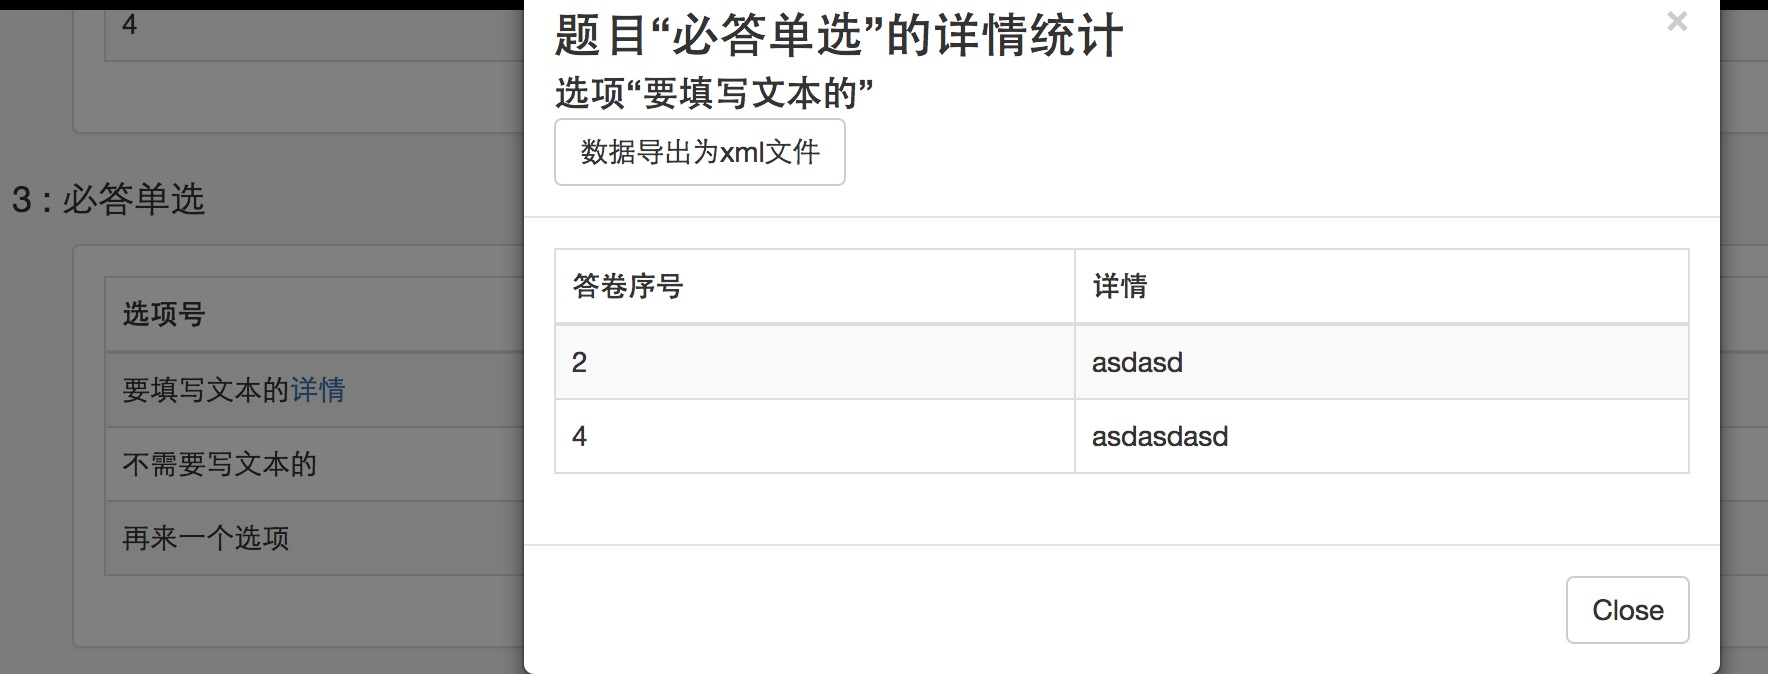 4
3 : 必答单选
选项号
要填写文本的详情
不需要写文本的
再来一个选项
题目“必答单选”的详情统计
×
选项“要填写文本的”
数据导出为xml文件
答卷序号 详情
2 asdasd
4 asdasdasd
Close